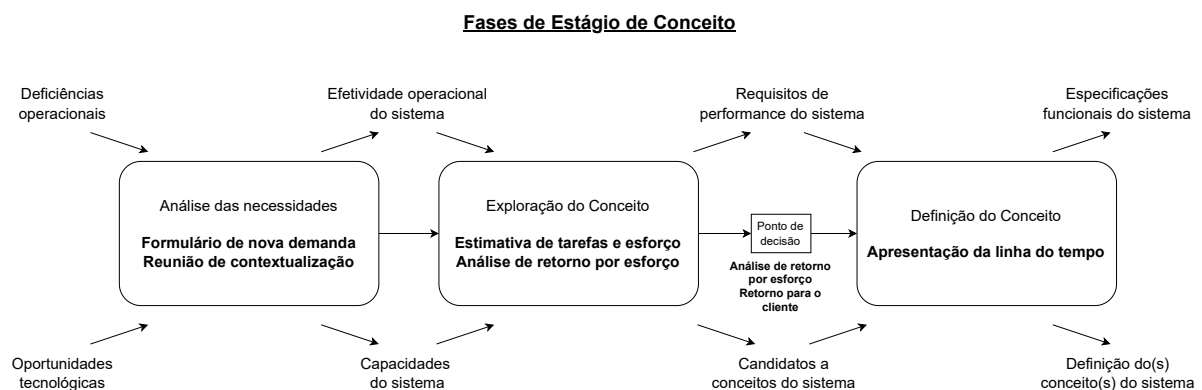 Fases de Estágio de Conceito
Deficiências
operacionais
Efetividade operacional
do sistema
Requisitos de
performance do sistema
Especificações
funcionais do sistema
Análise das necessidades
Formulário de nova demanda
Reunião de contextualização
Exploração do Conceito
Estimativa de tarefas e esforço
Análise de retorno por esforço
Ponto de
decisão
Análise de retorno
por esforço
Retorno para o
cliente
Definição do Conceito
Apresentação da linha do tempo
Oportunidades
tecnológicas
Capacidades
do sistema
Candidatos a
conceitos do sistema
Definição do(s)
conceito(s) do sistema